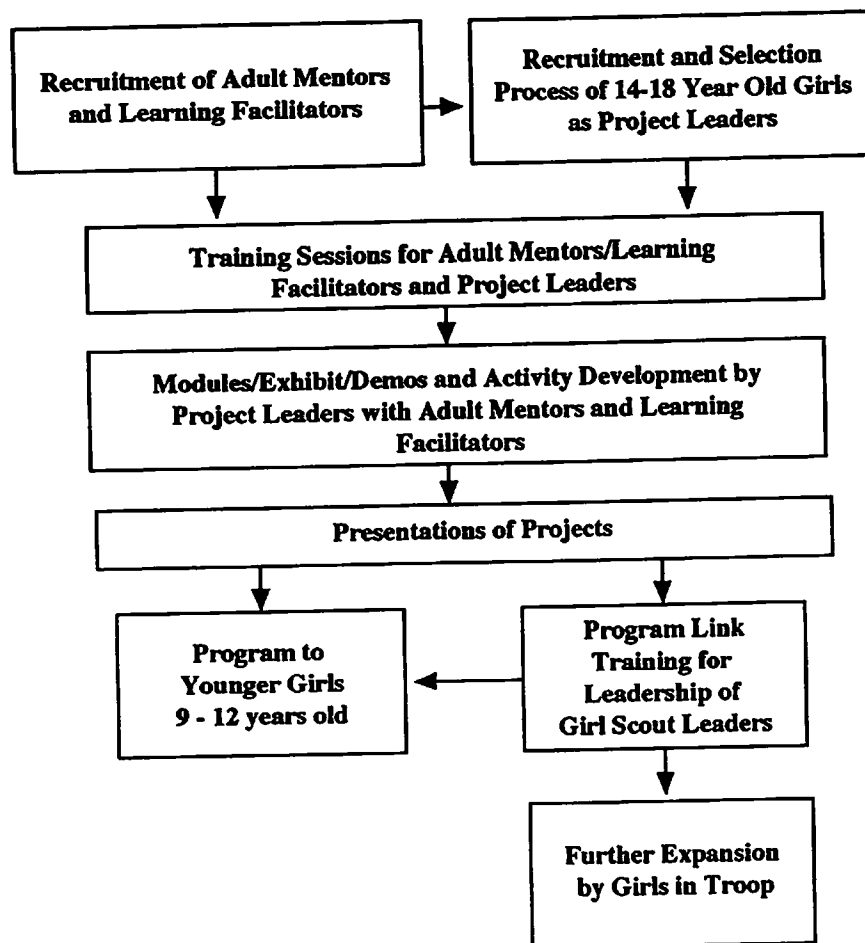 Recruitment of Adult Mentors
and Learning Facilitators
Recruitment and Selection
Process of 14-18 Year Old Girls
as Project Leaders
Training Sessions for Adult Mentors/Learning
Facilitators and Project Leaders
Modules/Exhibit/Demos and Activity Development by
Project Leaders with Adult Mentors and Learning
Facilitators
Presentations of Projects
Program to
Younger Girls
9 - 12 years old
Program Link
Training for
Leadership of
Girl Scout Leaders
Further Expansion
by Girls in Troop